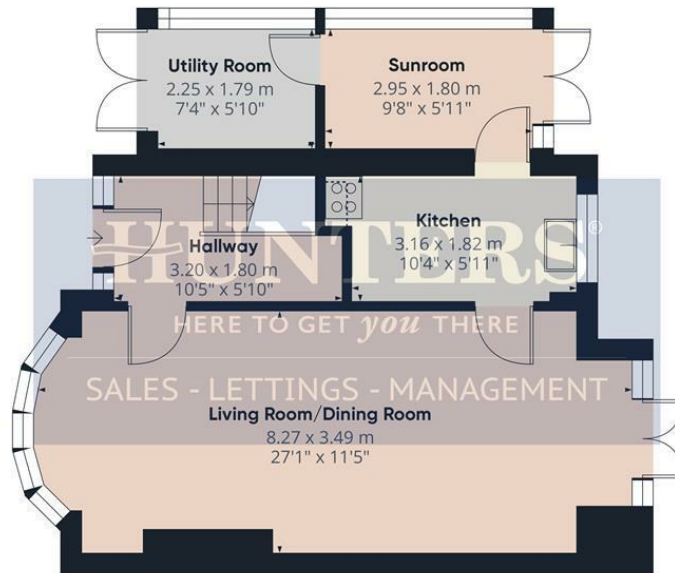 Utility Room
2.25 x 1.79 m
7'4" x 5'10"
Sunroom
2.95 x 1.80 m
9'8" x 5'11"
Kitchen
3.16 x 1.82 m
10'4" x 5'11"
HUNTERS®
Hallway
3.20 x 1.80 m
10'5" x 5'10"
HERE TO GET you THERE
SALES - LETTINGS - MANAGEMENT
Living Room/Dining Room
8.27 x 3.49 m
27'1" x 11'5"